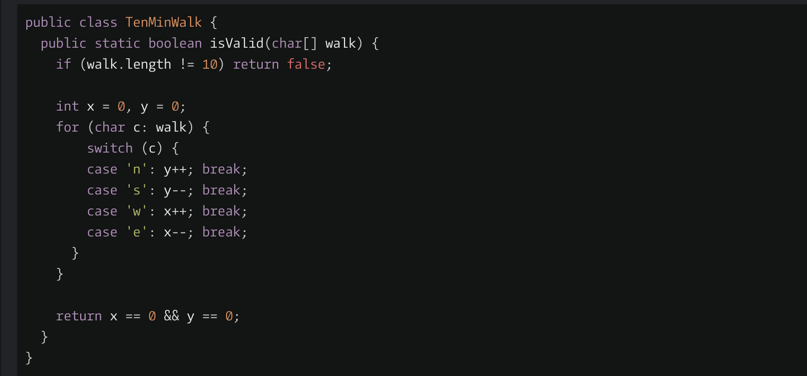 public class TenMinWalk {
  public static boolean isValid(char[] walk) {
    if (walk.length != 10) return false;

    int x = 0, y = 0;
    for (char c: walk) {
        switch (c) {
        case 'n': y++; break;
        case 's': y--; break;
        case 'w': x++; break;
        case 'e': x--; break;
      }
    }

    return x == 0 && y == 0;
  }
}